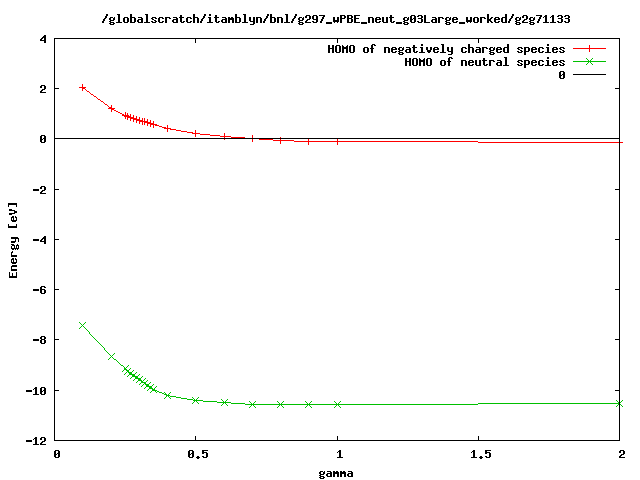 /globalscratch/itamblyn/bnl/g297_wPBE_neut_g03Large_worked/g2g71133
HOMO of negatively charged species
HOMO of neutral species
0
4
2
0
-2
-4
-6
-8
-10
-12
Energy [eV]
0 0.5 1 1.5 2
gamma